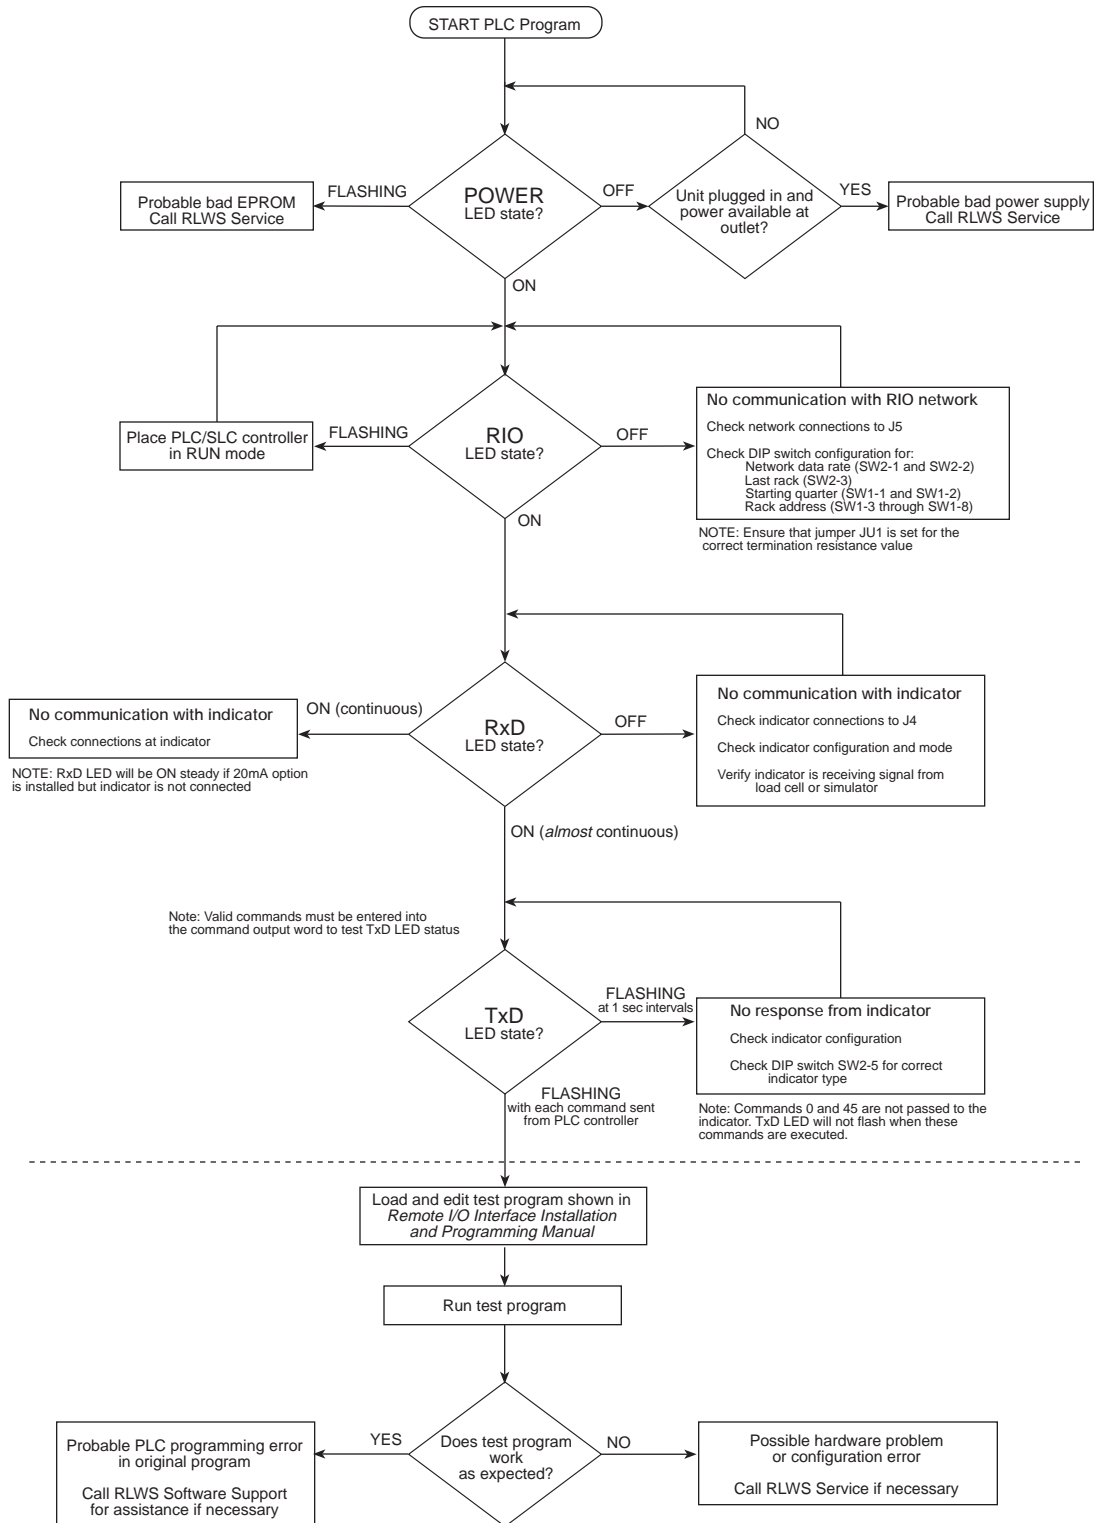 START PLC Program
NO
FLASHING
POWER
LED state?
OFF
Unit plugged in and
power available at
outlet?
YES
Probable bad EPROM
Call RLWS Service
Probable bad power supply
Call RLWS Service
ON
Place PLC/SLC controller
in RUN mode
FLASHING
RIO
LED state?
OFF
No communication with RIO network
Check network connections to J5
Check DIP switch configuration for:
Network data rate (SW2-1 and SW2-2)
Last rack (SW2-3)
Starting quarter (SW1-1 and SW1-2)
Rack address (SW1-3 through SW1-8)
ON
NOTE: Ensure that jumper JU1 is set for the
correct termination resistance value
No communication with indicator
Check connections at indicator
ON (continuous)
RxD
LED state?
OFF
No communication with indicator
Check indicator connections to J4
Check indicator configuration and mode
Verify indicator is receiving signal from
load cell or simulator
NOTE: RxD LED will be ON steady if 20mA option
is installed but indicator is not connected
ON (almost continuous)
Note: Valid commands must be entered into
the command output word to test TxD LED status
TxD
LED state?
FLASHING
at 1 sec intervals
No response from indicator
Check indicator configuration
Check DIP switch SW2-5 for correct
indicator type
FLASHING
with each command sent
from PLC controller
Note: Commands 0 and 45 are not passed to the
indicator. TxD LED will not flash when these
commands are executed.
Load and edit test program shown in
Remote I/O Interface Installation
and Programming Manual
Run test program
Does test program
work
as expected?
YES
Probable PLC programming error
in original program
Call RLWS Software Support
for assistance if necessary
NO
Possible hardware problem
or configuration error
Call RLWS Service if necessary